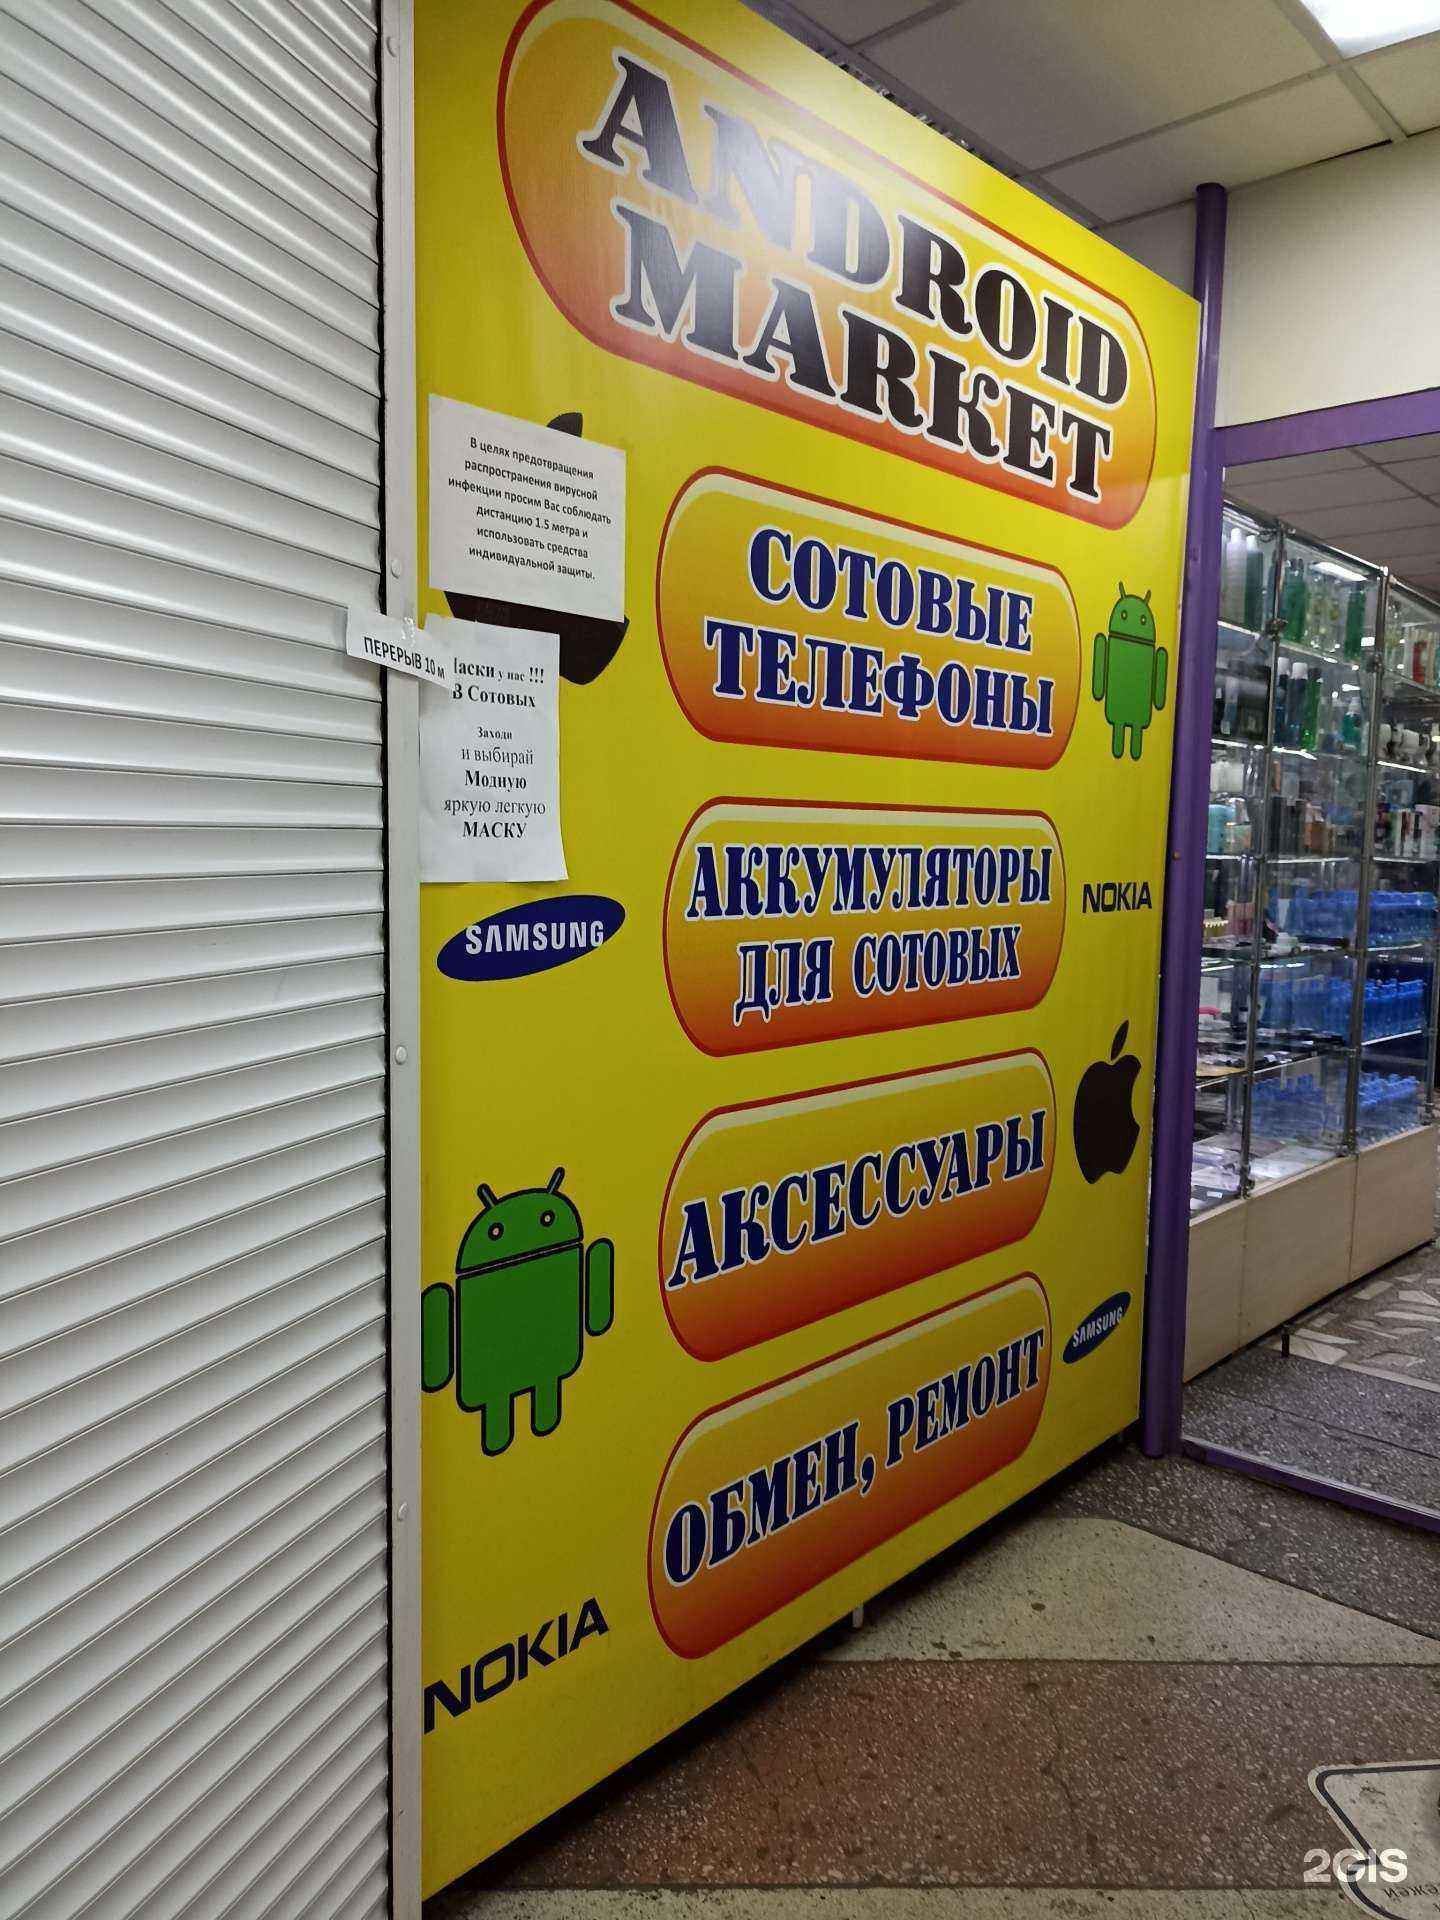 ANDROID
MARKET
В целях предотвращения
распространения вирусной
инфекции просим Вас соблюдать
дистанцию 1.5 метра и
использовать средства
индивидуальной защиты.
ПЕРЕРЫВ 10 м
аски у нас !!!
В Сотовых
Заходи
и выбирай
Модную
яркую легкую
МАСКУ
СОТОВЫЕ
ТЕЛЕФОНЫ
SAMSUNG
АККУМУЛЯТОРЫ
ДЛЯ СОТОВЫХ
NOKIA
АКСЕССУАРЫ
SAMSUNG
ОБМЕН, РЕМОНТ
NOKIA
2GIS